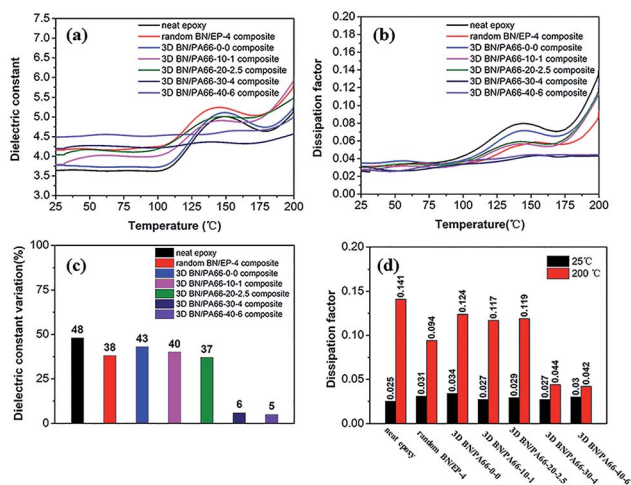 (a)
neat epoxy
random BN/EP-4 composite
3D BN/PA66-0-0 composite
3D BN/PA66-10-1 composite
3D BN/PA66-20-2.5 composite
3D BN/PA66-30-4 composite
3D BN/PA66-40-6 composite
Dielectric constant
7.5
7.0
6.5
6.0
5.5
5.0
4.5
4.0
3.5
25 50 75 100 125 150 175 200
Temperature (℃)
(b)
neat epoxy
random BN/EP-4 composite
3D BN/PA66-0-0 composite
3D BN/PA66-10-1 composite
3D BN/PA66-20-2.5 composite
3D BN/PA66-30-4 composite
3D BN/PA66-40-6 composite
Dissipation factor
0.20
0.18
0.16
0.14
0.12
0.10
0.08
0.06
0.04
0.02
0.00
25 50 75 100 125 150 175 200
Temperature(℃)
(c)
neat epoxy
random BN/EP-4 composite
3D BN/PA66-0-0 composite
3D BN/PA66-10-1 composite
3D BN/PA66-20-2.5 composite
3D BN/PA66-30-4 composite
3D BN/PA66-40-6 composite
Dielectric constant variation(%)
100
75
50
25
0
48
38
43
40
37
6
5
(d)
25℃
200 ℃
Dissipation factor
0.20
0.15
0.10
0.05
0.00
0.025
0.141
0.031
0.094
0.034
0.124
0.027
0.117
0.029
0.119
0.027
0.044
0.03
0.042
neat epoxy
random BN/EP-4
3D BN/PA66-0-0
3D BN/PA66-10-1
3D BN/PA66-20-2.5
3D BN/PA66-30-4
3D BN/PA66-40-6